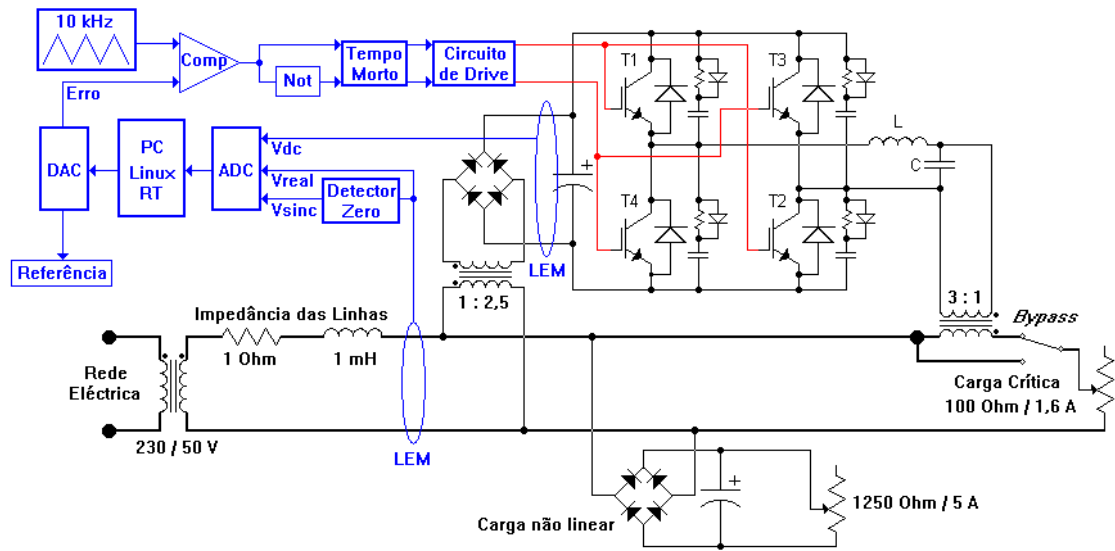 10 kHz
Comp
Not
Tempo
Morto
Circuito
de Drive
T1
T3
Erro
DAC
PC
Linux
RT
ADC
Vdc
Vreal
Vsinc
Detector
Zero
LEM
+
L
C
T4
T2
Referência
1 : 2,5
3 : 1
Bypass
Impedância das Linhas
1 Ohm
1 mH
Rede
Eléctrica
230 / 50 V
LEM
Carga Crítica
100 Ohm / 1,6 A
Carga não linear
+
1250 Ohm / 5 A